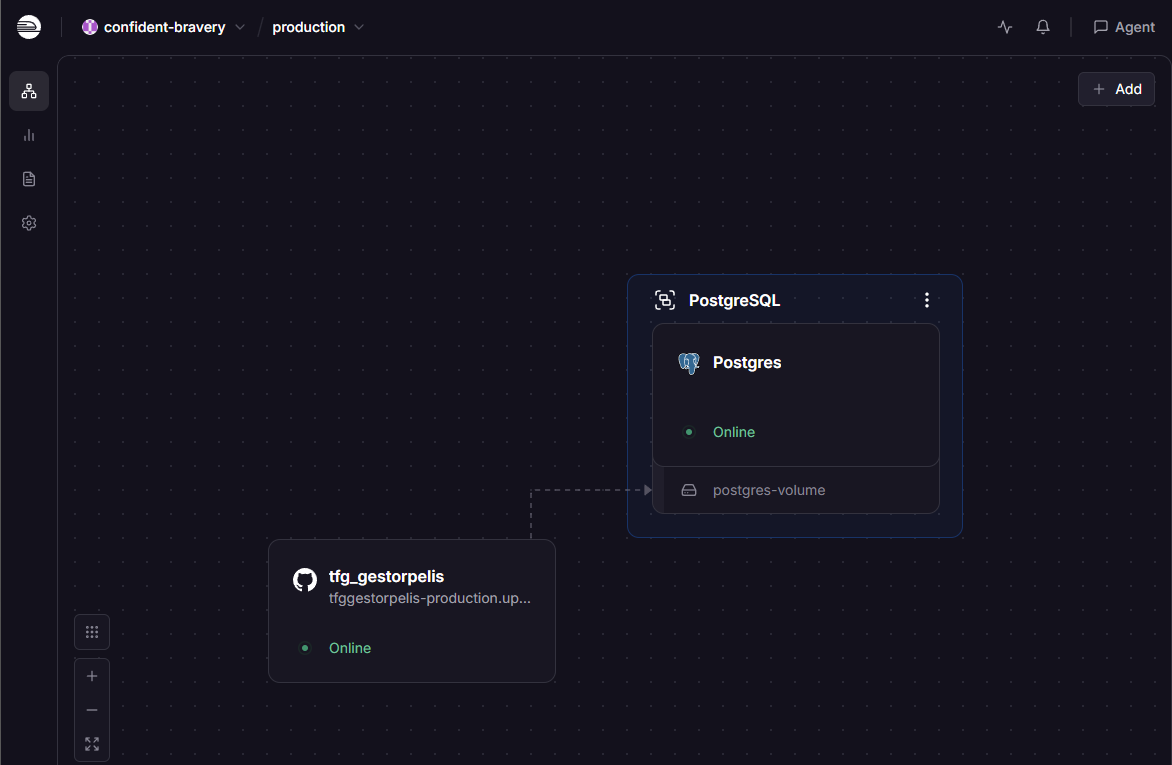 confident-bravery
production
Agent
Add
PostgreSQL
Postgres
Online
postgres-volume
tfg_gestorpelis
tfggestorpelis-production.up...
Online